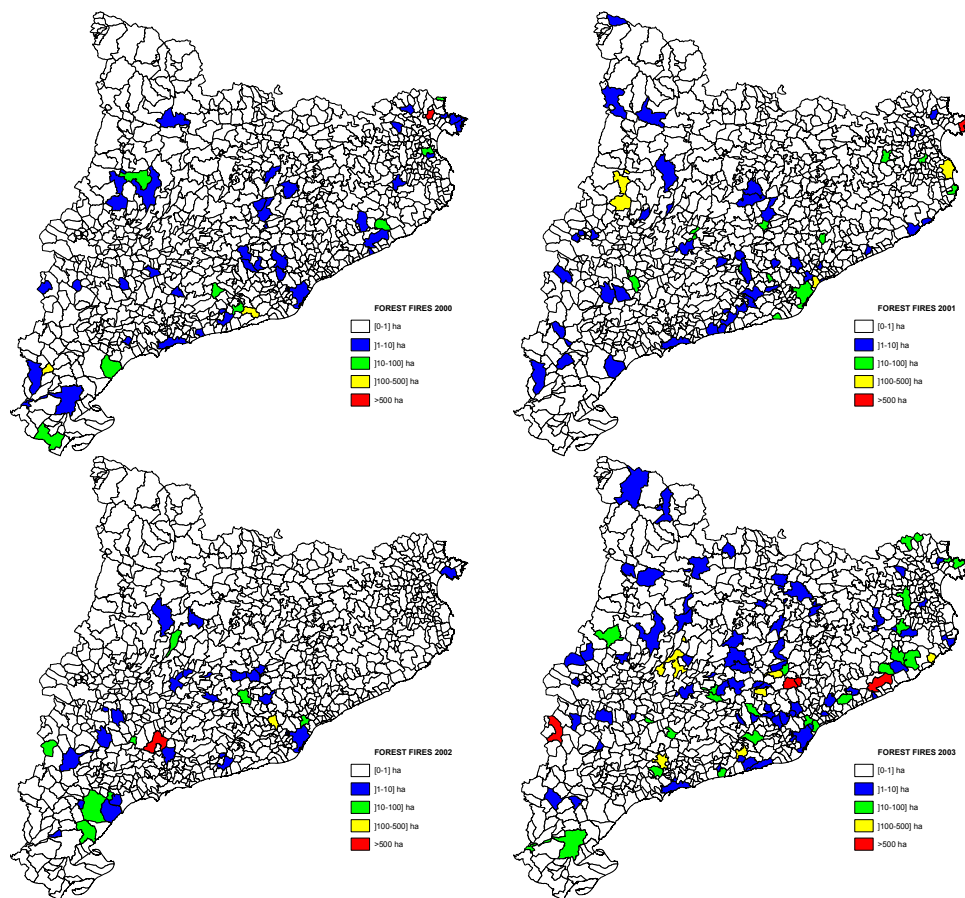 FOREST FIRES 2000
[0-1] ha
]1-10] ha
]10-100] ha
]100-500] ha
>500 ha
FOREST FIRES 2001
[0-1] ha
]1-10] ha
]10-100] ha
]100-500] ha
>500 ha
FOREST FIRES 2002
[0-1] ha
]1-10] ha
]10-100] ha
]100-500] ha
>500 ha
FOREST FIRES 2003
[0-1] ha
]1-10] ha
]10-100] ha
]100-500] ha
>500 ha